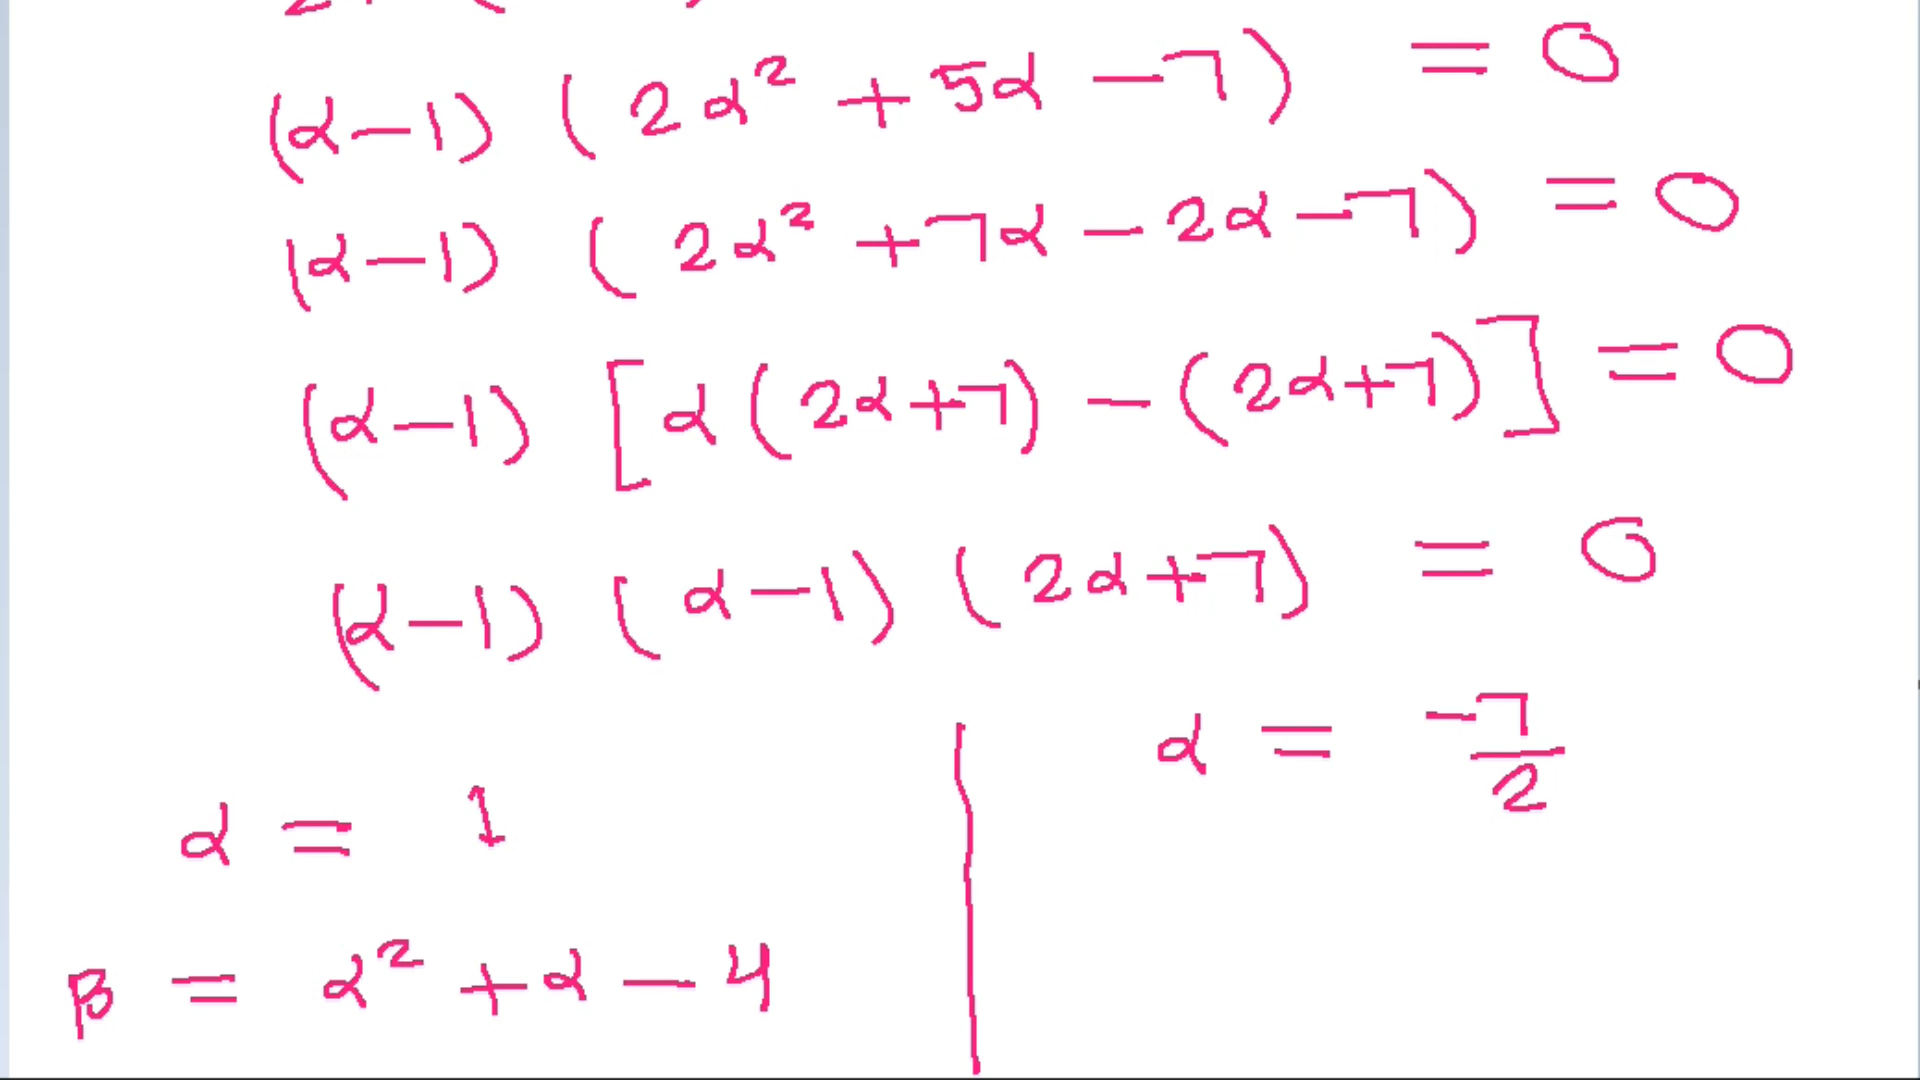 (α-1) (2α² + 5α - 7) = 0
(α-1) (2α² + 7α - 2α - 7) = 0
(α-1) [α(2α+7) - (2α+7)] = 0
(α-1) (α-1) (2α+7) = 0
α = 1
β = α² + α - 4
α = -7/2